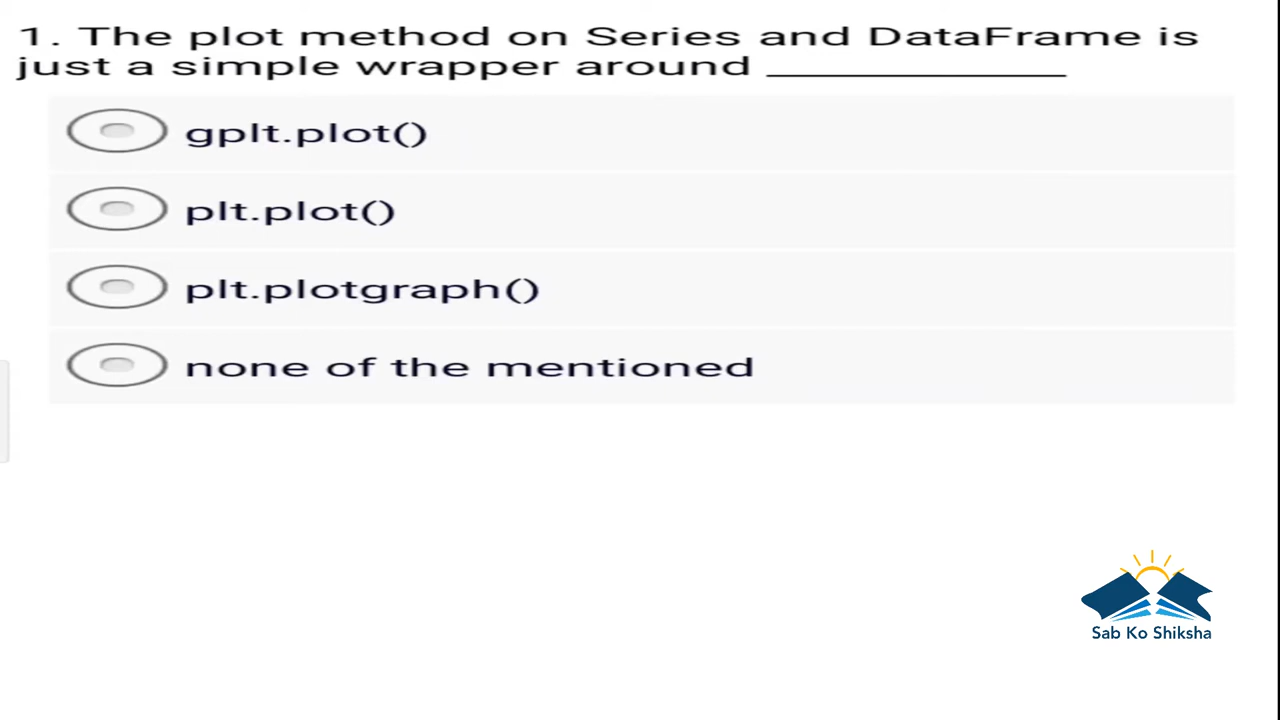 1. The plot method on Series and DataFrame is
just a simple wrapper around ____________
gplt.plot()
plt.plot()
plt.plotgraph()
none of the mentioned
Sab Ko Shiksha